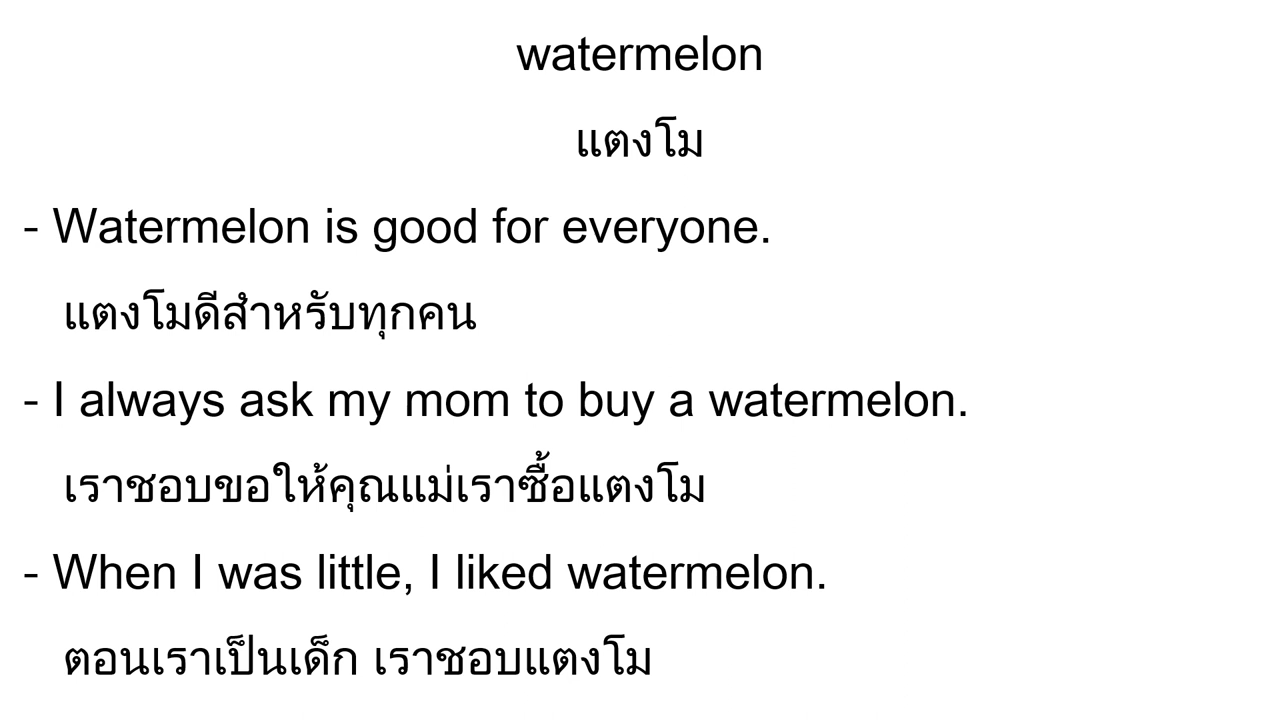 watermelon
แตงโม
- Watermelon is good for everyone.
แตงโมดีสำหรับทุกคน
- I always ask my mom to buy a watermelon.
เราชอบขอให้คุณแม่เราซื้อแตงโม
- When I was little, I liked watermelon.
ตอนเราเป็นเด็ก เราชอบแตงโม